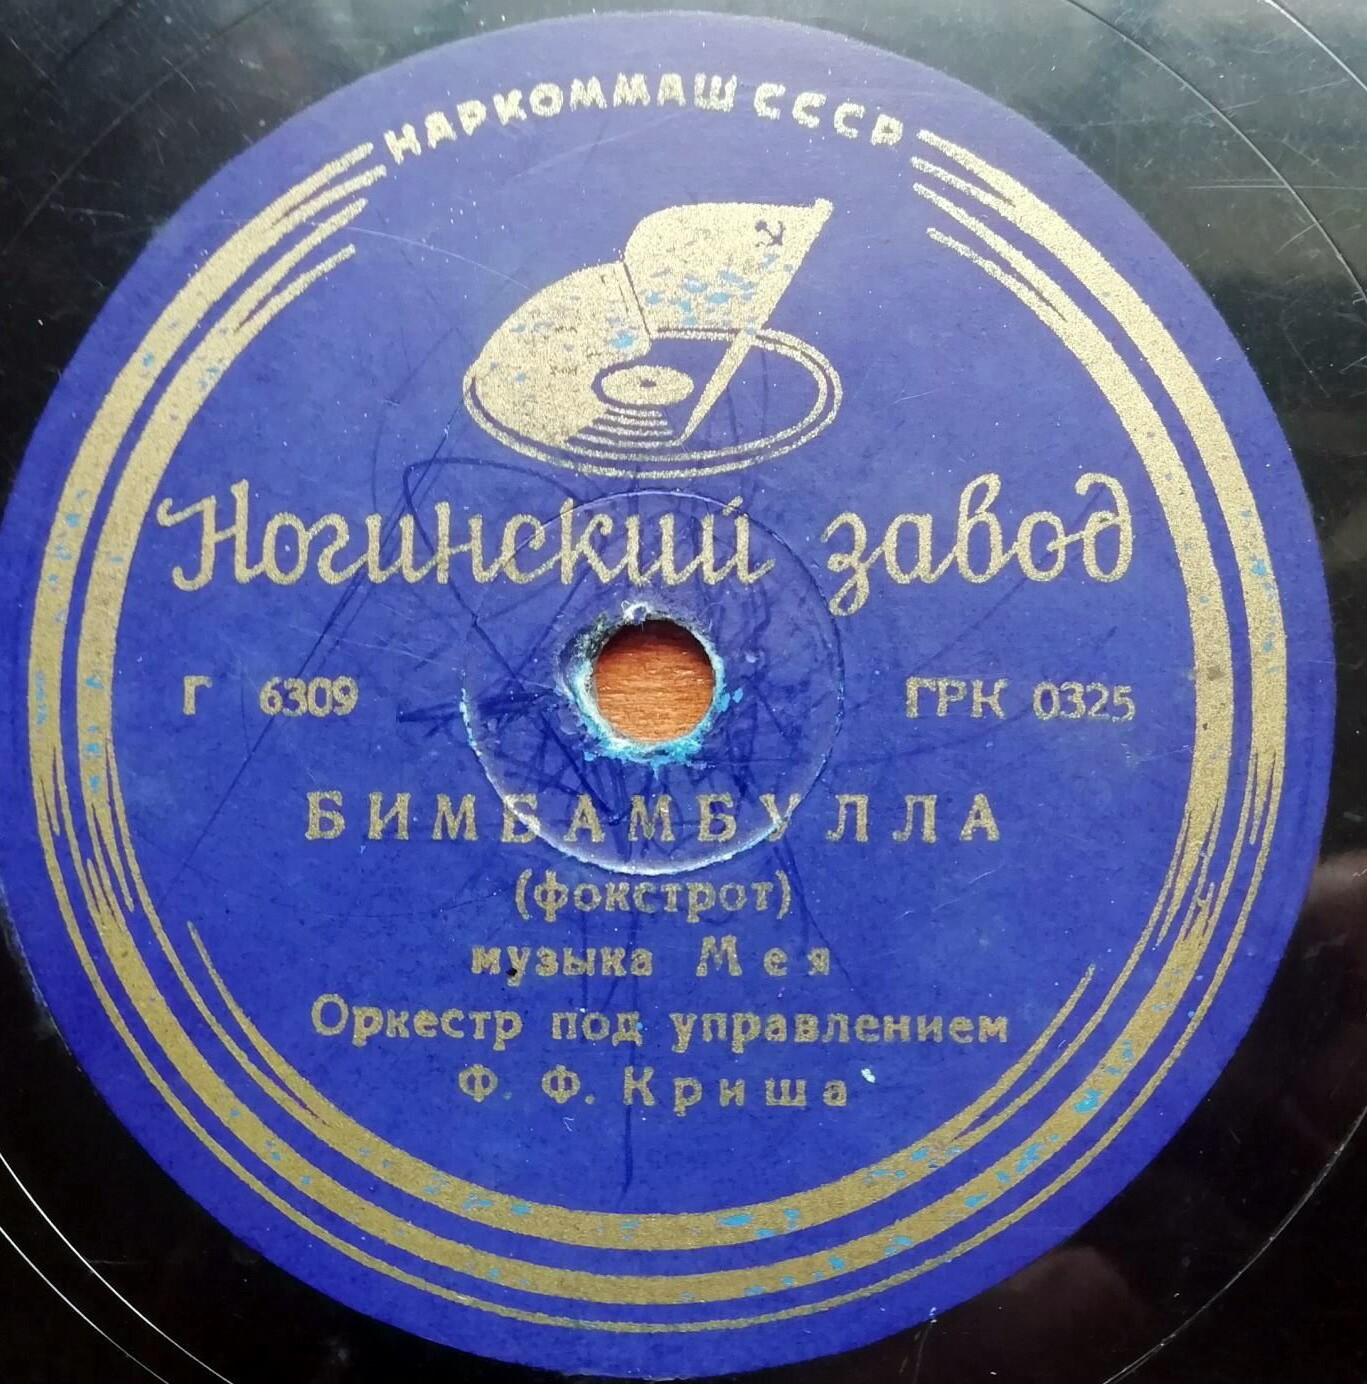 НАРКОММАШ СССР
Ногинский завод
Г 6309 ГРК 0325
БИМБАМБУЛЛА
(фокстрот)
музыка Мея
Оркестр под управлением
Ф. Ф. Криша